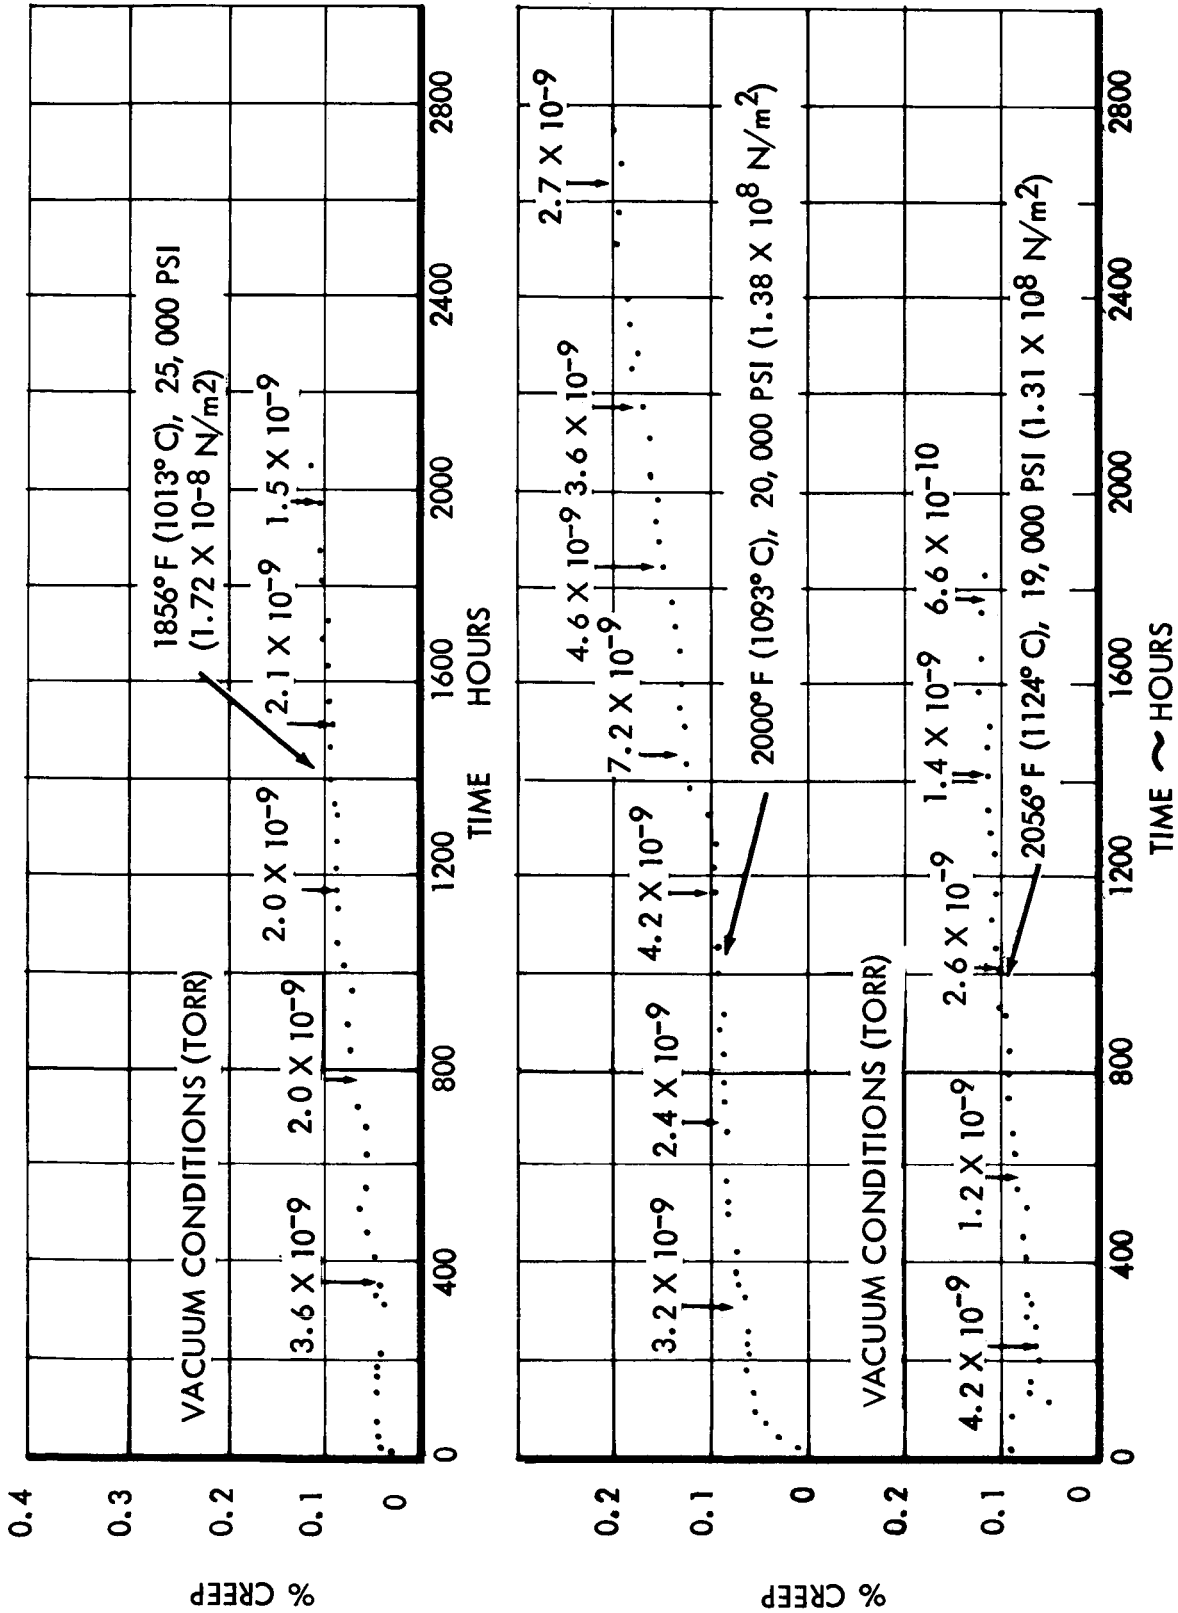 % CREEP
0.4
0.3
0.2
0.1
0
VACUUM CONDITIONS (TORR)
3.6 X 10-9
2.0 X 10-9
2.0 X 10-9
2.1 X 10-9
1.5 X 10-9
1856° F (1013° C), 25, 000 PSI
(1.72 X 10-8 N/m2)
0 400 800 1200 1600 2000 2400 2800
TIME HOURS
% CREEP
0.2
0.1
0
0.2
0.1
0
3.2 X 10-9
2.4 X 10-9
4.2 X 10-9
7.2 X 10-9
4.6 X 10-9
3.6 X 10-9
2.7 X 10-9
2000° F (1093° C), 20, 000 PSI (1.38 X 10⁸ N/m²)
VACUUM CONDITIONS (TORR)
4.2 X 10-9
1.2 X 10-9
2.6 X 10-9
1.4 X 10-9
6.6 X 10-10
2056° F (1124° C), 19, 000 PSI (1.31 X 10⁸ N/m²)
0 400 800 1200 1600 2000 2400 2800
TIME ~ HOURS